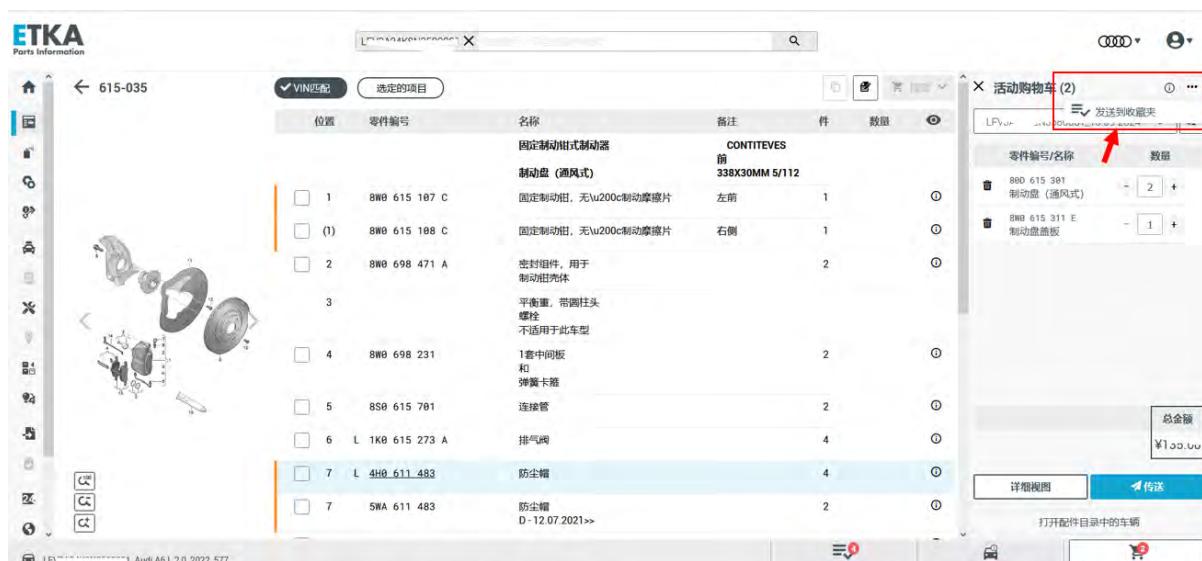 ETKA
Parts Information
615-035
VIN匹配
选定的项目
活动购物车 (2)
发送到收藏夹
位置 零件编号 名称 备注 件 数量
固定制动钳式制动器 CONTITEVES
前
制动盘（通风式） 338X30MM 5/112
1 8W0 615 107 C 固定制动钳，无\u200c制动摩擦片 左前 1
(1) 8W0 615 108 C 固定制动钳，无\u200c制动摩擦片 右侧 1
2 8W0 698 471 A 密封组件，用于 2
制动钳壳体
3 平衡重，带圆柱头
螺栓
不适用于此车型
4 8W0 698 231 1套中间板 2
和
弹簧卡箍
5 8S0 615 701 连接管 2
6 L 1K0 615 273 A 排气阀 4
7 L 4H0 611 483 防尘帽 4
7 5WA 611 483 防尘帽 2
D - 12.07.2021>>
零件编号/名称 数量
80D 615 301
制动盘（通风式）
- 2 +
8W0 615 311 E
制动盘盖板
- 1 +
总金额
详细视图
传送
打开配件目录中的车辆
Audi A6 L 2.0 2022 577
4
2